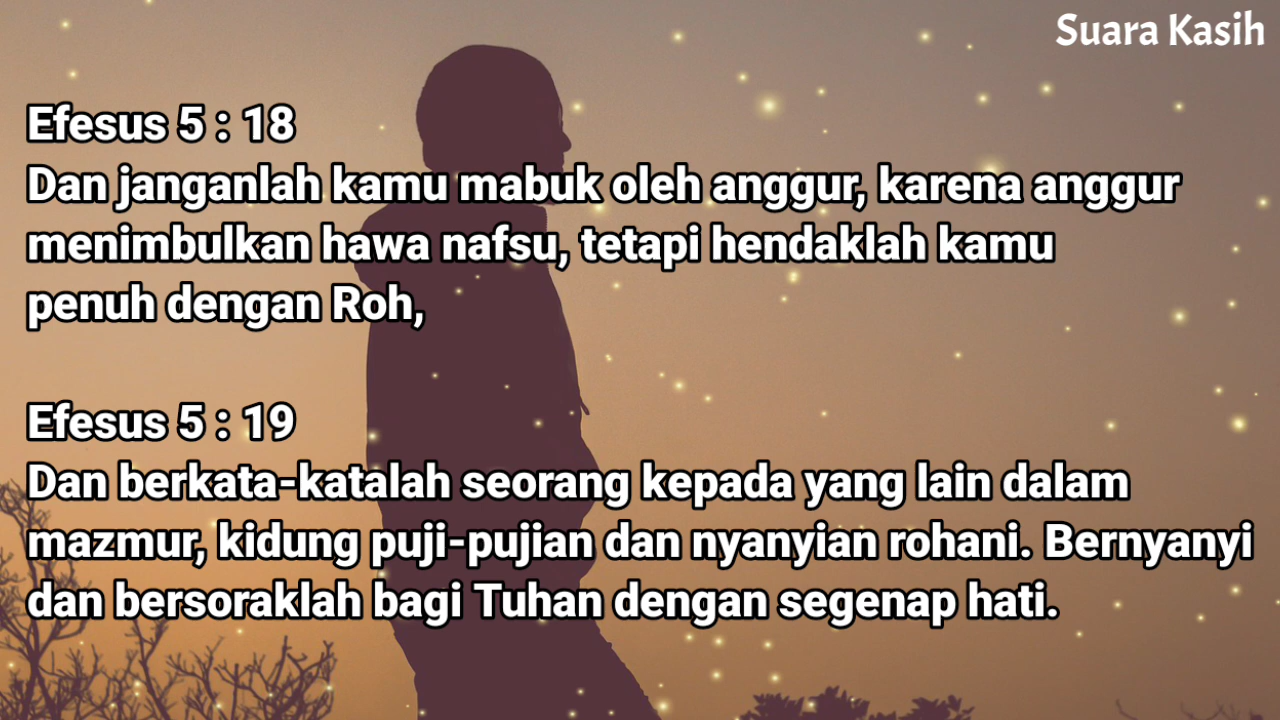 Suara Kasih
Efesus 5 : 18
Dan janganlah kamu mabuk oleh anggur, karena anggur
menimbulkan hawa nafsu, tetapi hendaklah kamu
penuh dengan Roh,
Efesus 5 : 19
Dan berkata-katalah seorang kepada yang lain dalam
mazmur, kidung puji-pujian dan nyanyian rohani. Bernyanyi
dan bersoraklah bagi Tuhan dengan segenap hati.